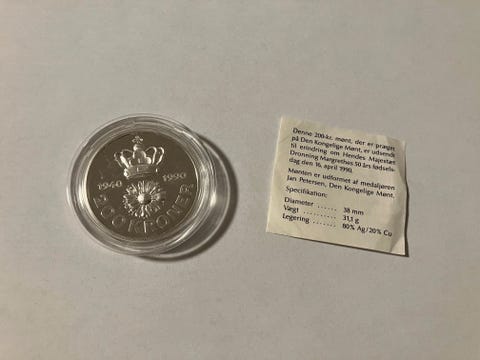 1940 1990
200 KRONER
Denne 200-kr. mønt, der er præget
på Den Kongelige Mønt, er udsendt
til erindring om Hendes Majestæt
Dronning Margrethes 50 års fødsels-
dag den 16. april 1990.
Mønten er udformet af medaljøren
Jan Petersen, Den Kongelige Mønt.
Specifikation:
Diameter ...... 38 mm
Vægt .......... 31,1 g
Legering ...... 80% Ag/20% Cu